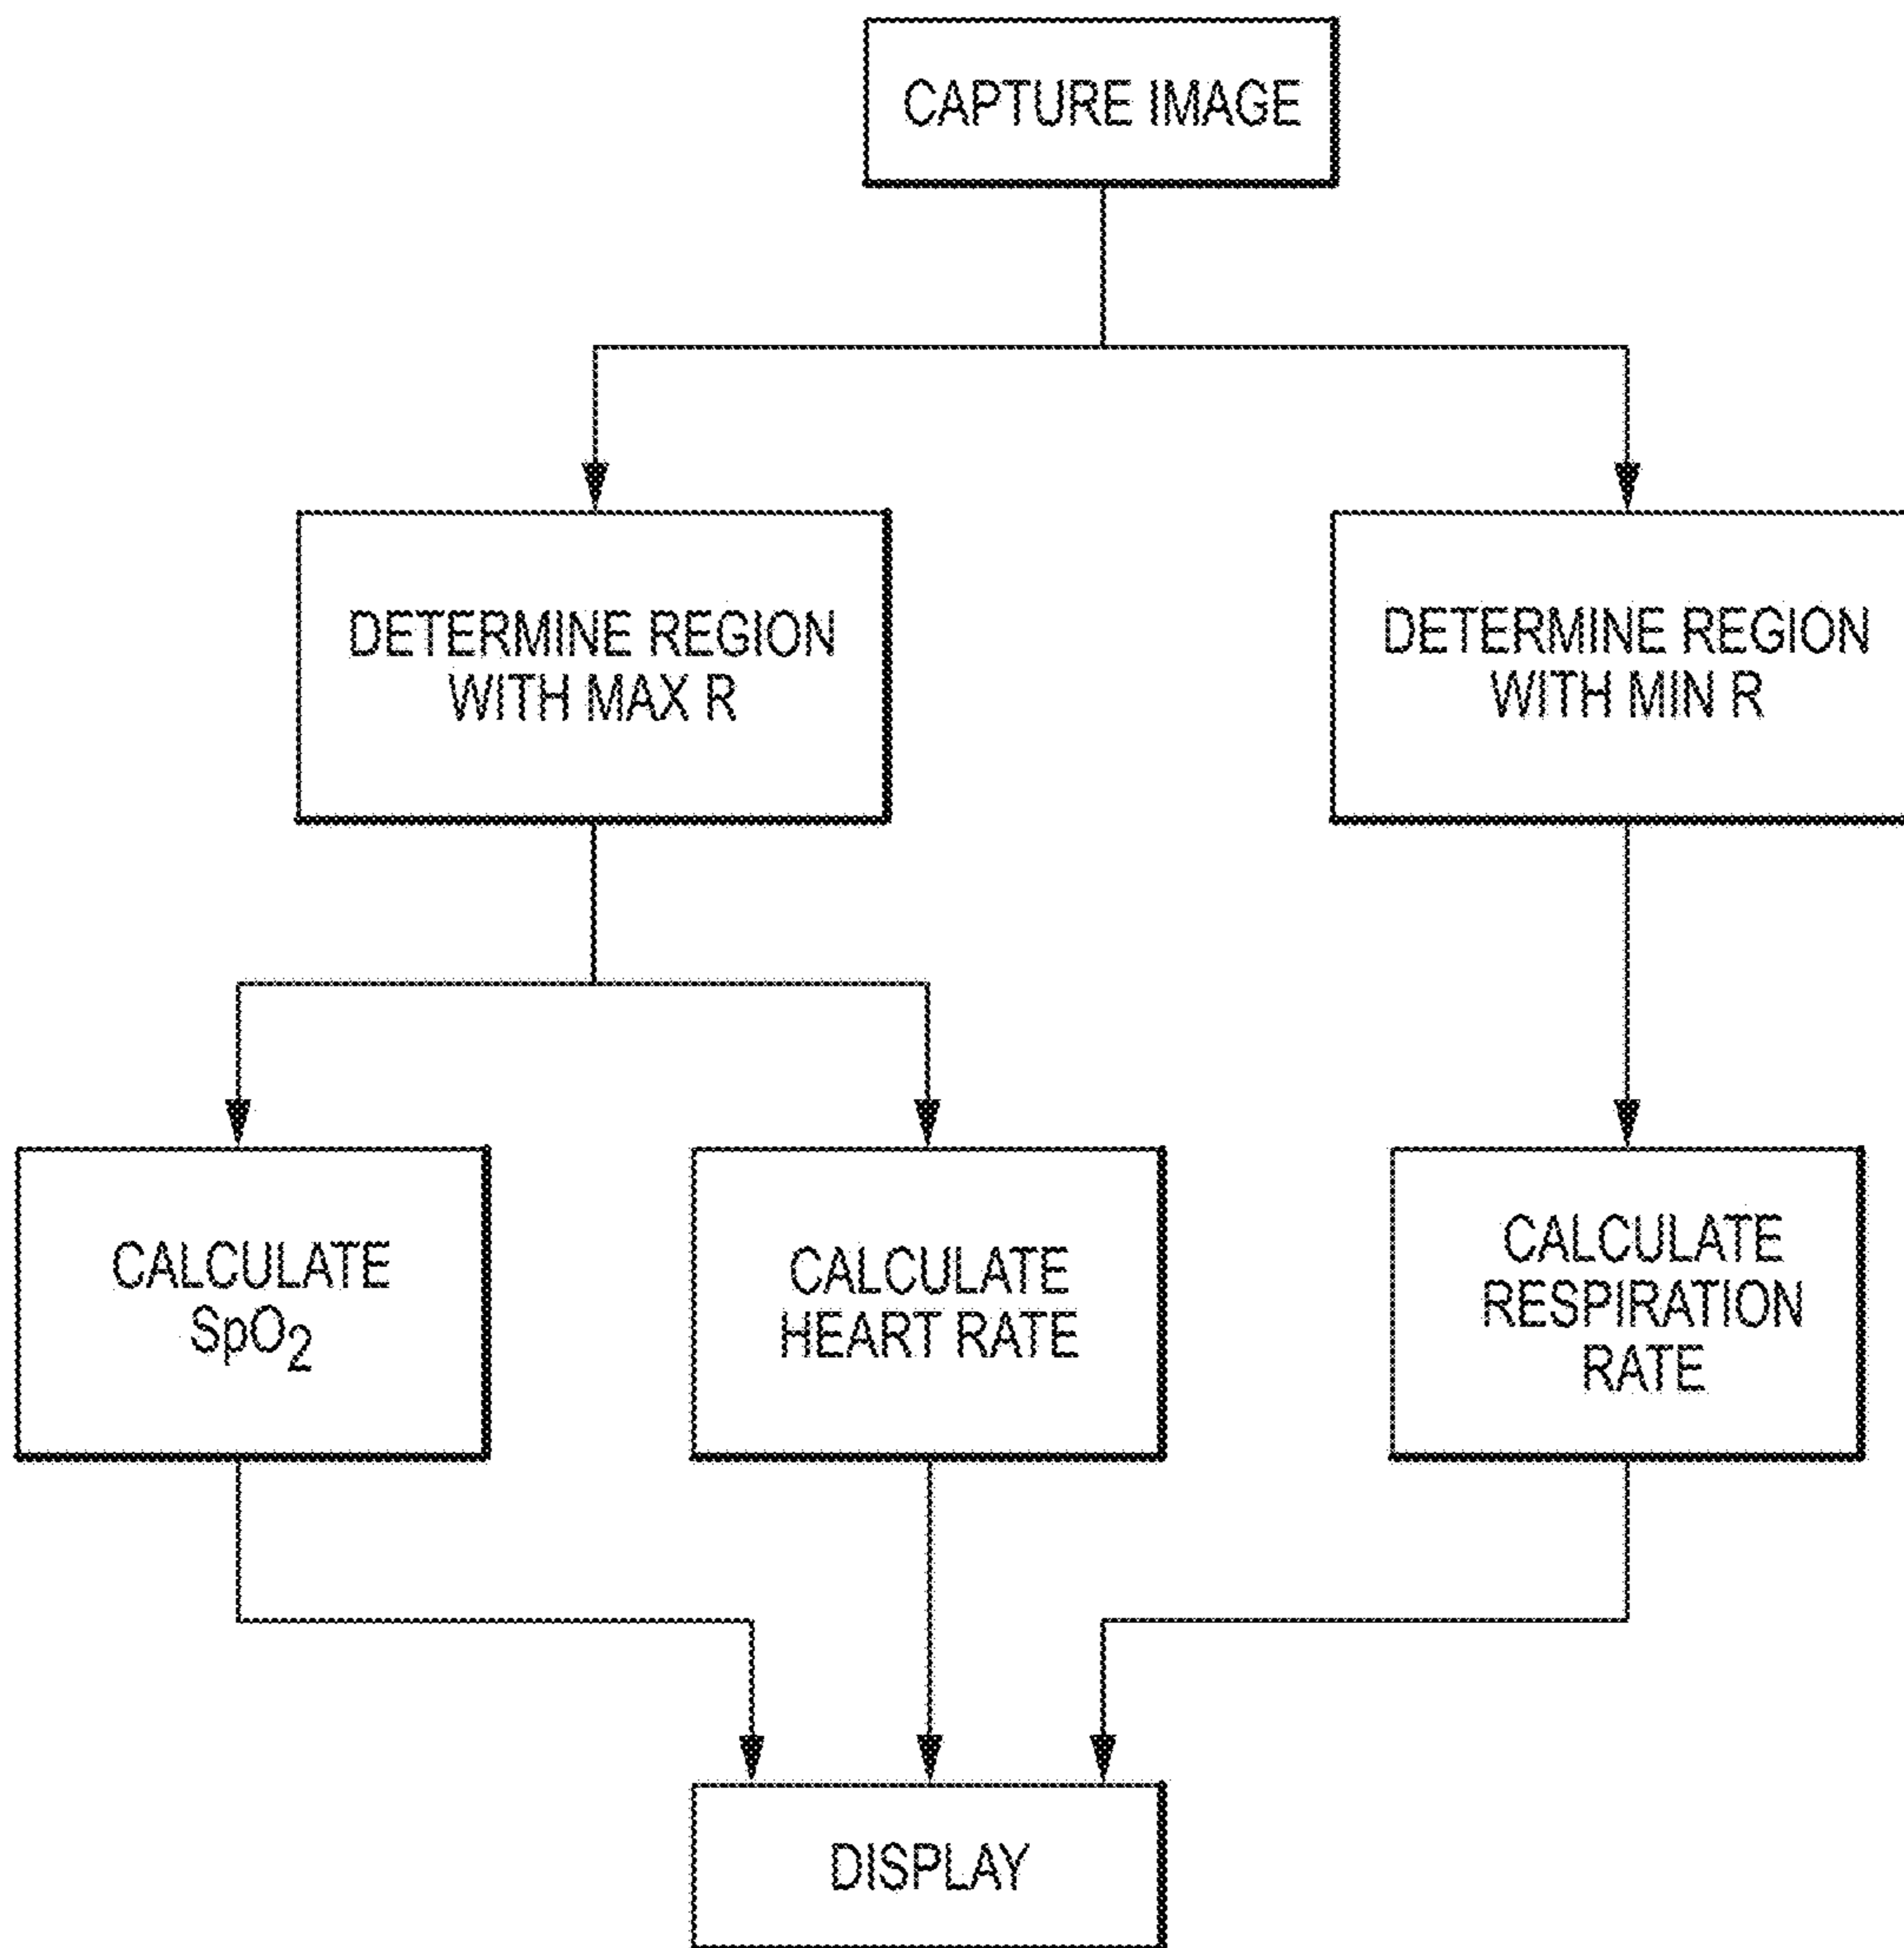 CAPTURE IMAGE
DETERMINE REGION
WITH MAX R
DETERMINE REGION
WITH MIN R
CALCULATE
SpO₂
CALCULATE
HEART RATE
CALCULATE
RESPIRATION
RATE
DISPLAY